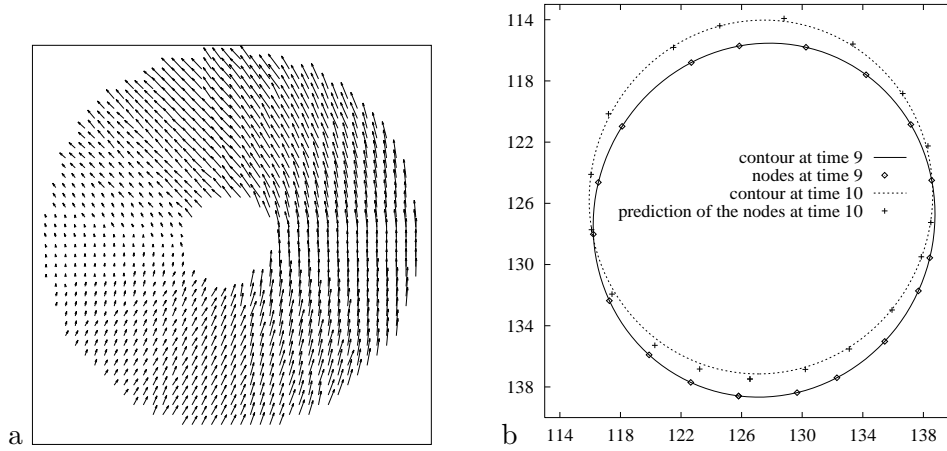 a
b
114
118
122
126
130
134
138
contour at time 9
nodes at time 9
contour at time 10
prediction of the nodes at time 10
114 118 122 126 130 134 138